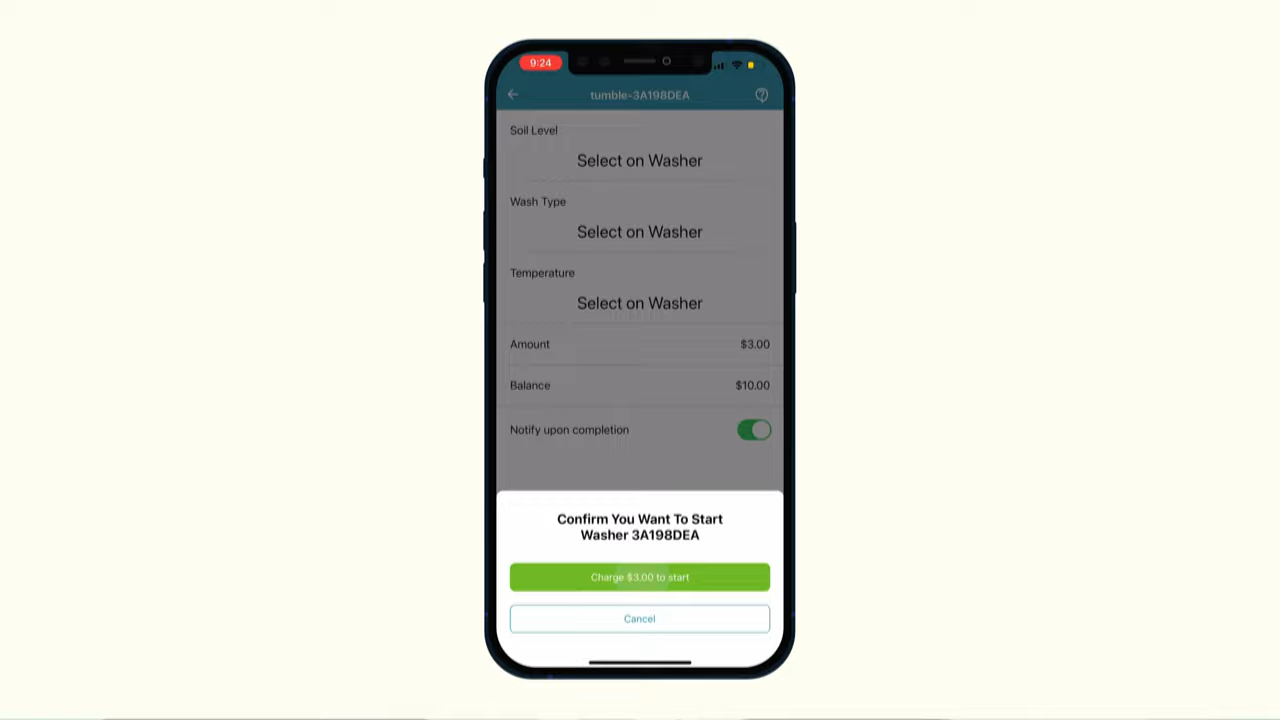 9:24
tumble-3A198DEA
Soil Level
Select on Washer
Wash Type
Select on Washer
Temperature
Select on Washer
Amount $3.00
Balance $10.00
Notify upon completion
Confirm You Want To Start
Washer 3A198DEA
Charge $3.00 to start
Cancel